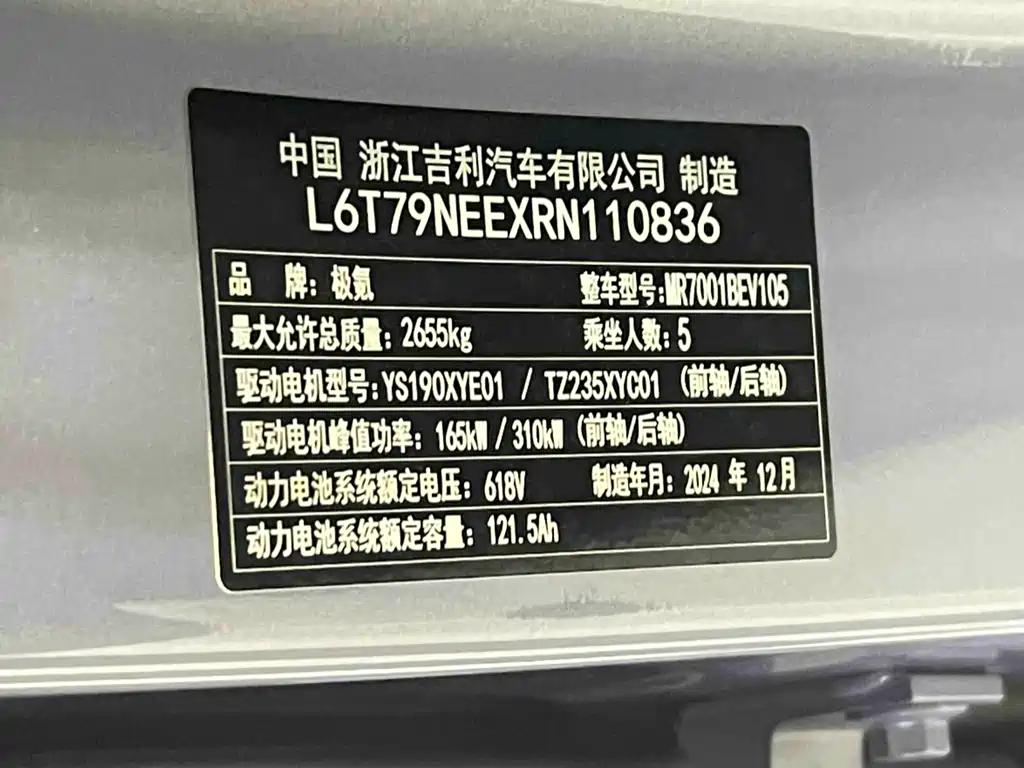 中国 浙江吉利汽车有限公司 制造
L6T79NEEXRN110836
品 牌：极氪 整车型号：MR7001BEV105
最大允许总质量：2655kg 乘坐人数：5
驱动电机型号：YS190XYE01 / TZ235XYC01 (前轴/后轴)
驱动电机峰值功率：165kW / 310kW (前轴/后轴)
动力电池系统额定电压：618V 制造年月：2024 年 12月
动力电池系统额定容量：121.5Ah